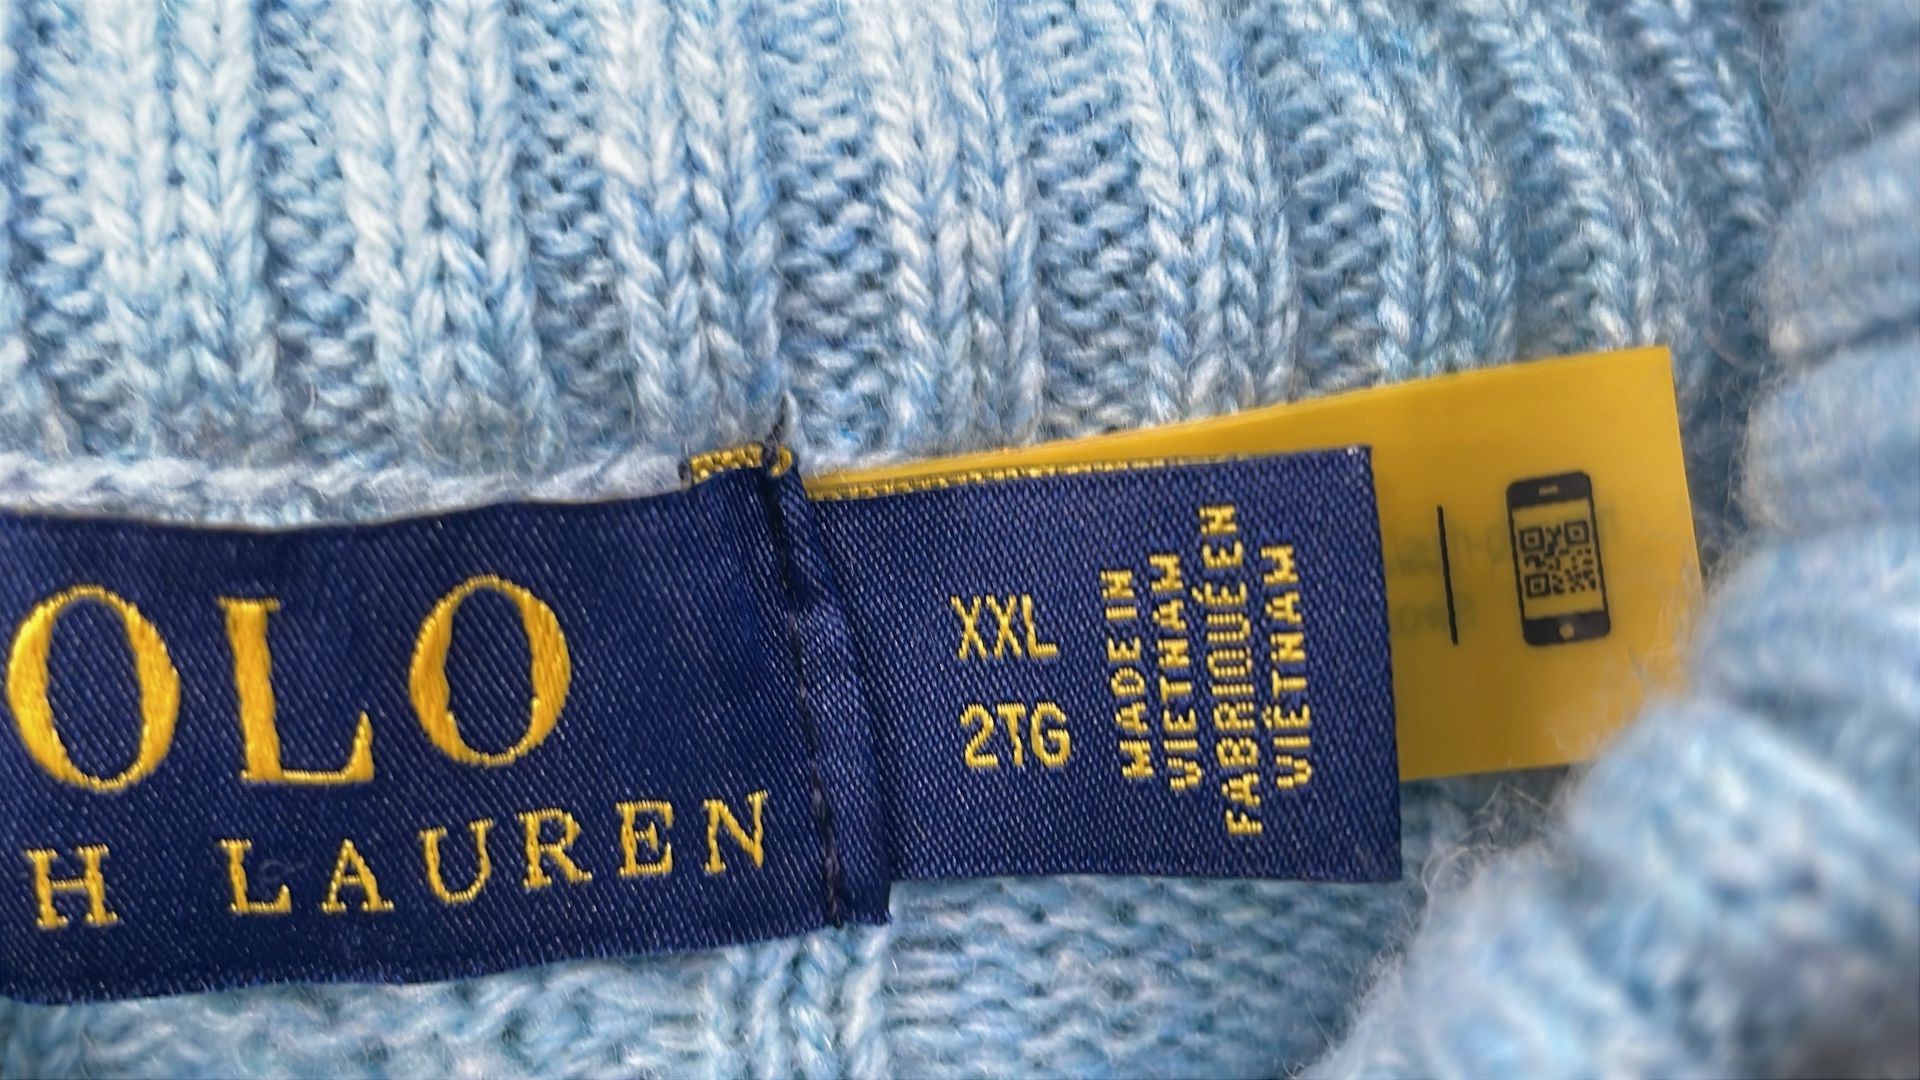 OLO
H LAUREN
XXL
2TG
MADE IN
VIETNAM
FABRIQUÉ EN
VIÊTNAM